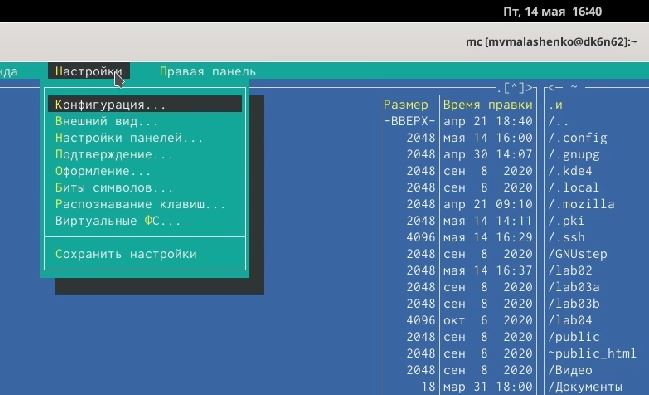 Пт, 14 мая 16:40
mc [mvmalashenko@dk6n62]:~
нда Настройки Правая панель
.[^]> <— ~
Конфигурация...
Внешний вид...
Настройки панелей...
Подтверждение...
Оформление...
Биты символов...
Распознавание клавиш...
Виртуальные ФС...
Сохранить настройки
Размер Время правки .и
-ВВЕРХ- апр 21 18:40 /..
2048 мая 14 16:00 /.config
2048 апр 30 14:07 /.gnupg
2048 сен 8 2020 /.kde4
2048 сен 8 2020 /.local
2048 апр 21 09:10 /.mozilla
2048 мая 14 14:11 /.pki
4096 мая 14 16:29 /.ssh
2048 сен 8 2020 /GNUstep
2048 мая 14 16:37 /lab02
2048 сен 8 2020 /lab03a
2048 сен 8 2020 /lab03b
4096 окт 6 2020 /lab04
2048 сен 8 2020 /public
2048 сен 8 2020 ~public_html
2048 сен 8 2020 /Видео
18 мар 31 18:00 /Документы